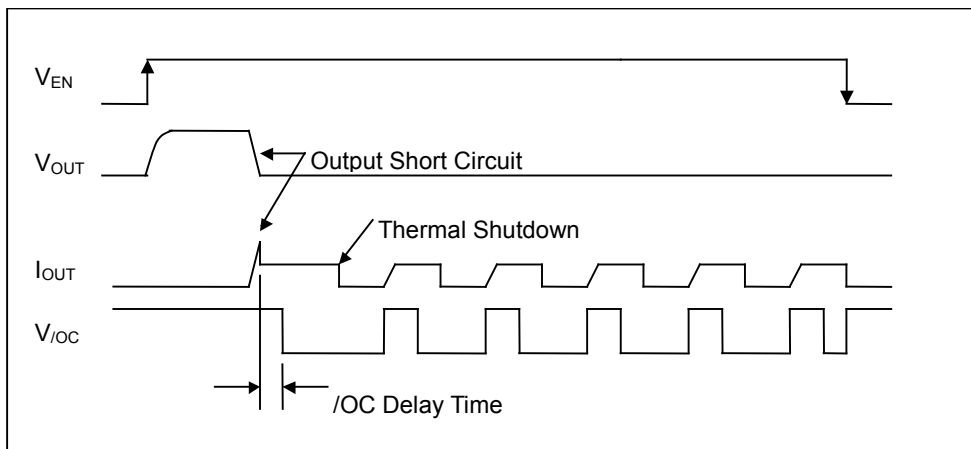 VEN
VOUT
Output Short Circuit
Thermal Shutdown
IOUT
V/OC
/OC Delay Time